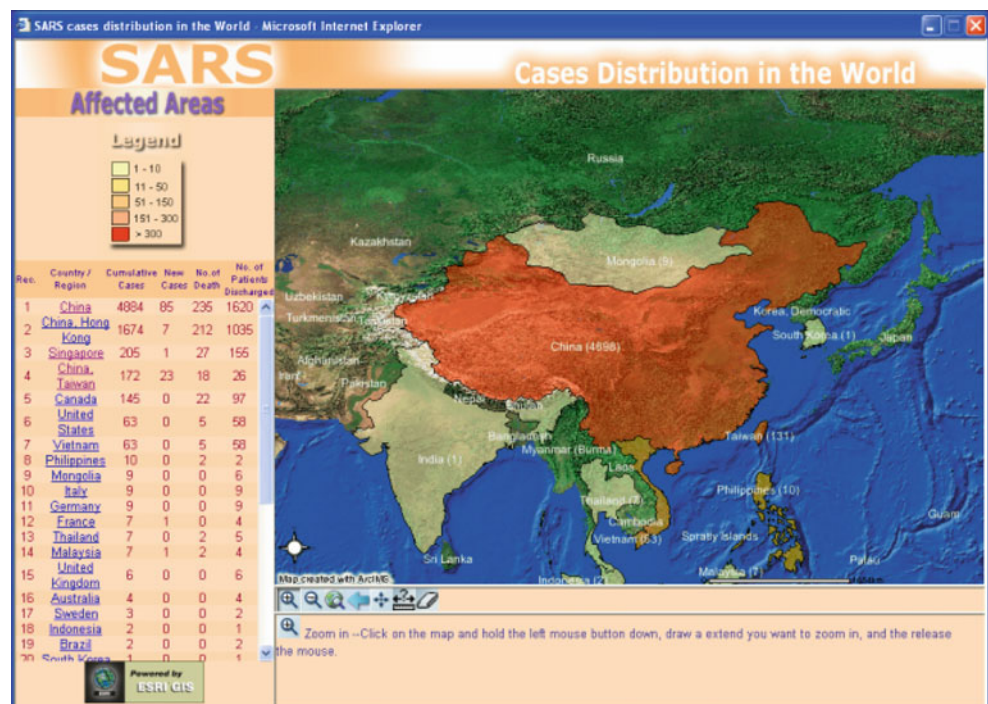 SARS cases distribution in the World - Microsoft Internet Explorer
SARS
Cases Distribution in the World
Affected Areas
Legend
1 - 10
11 - 50
51 - 150
151 - 300
> 300
Rec. Country / Region Cumulative Cases New Cases No. of Death No. of Patients Discharged
1 China 4884 85 235 1620
2 China, Hong Kong 1674 7 212 1035
3 Singapore 205 1 27 155
4 China, Taiwan 172 23 18 26
5 Canada 145 0 22 97
6 United States 63 0 5 58
7 Vietnam 63 0 5 58
8 Philippines 10 0 2 2
9 Mongolia 9 0 0 6
10 Italy 9 0 0 9
11 Germany 9 0 0 9
12 France 7 1 0 4
13 Thailand 7 0 2 5
14 Malaysia 7 1 2 4
15 United Kingdom 6 0 0 6
16 Australia 4 0 0 4
17 Sweden 3 0 0 2
18 Indonesia 2 0 0 1
19 Brazil 2 0 0 2
20 South Korea 1 0 0 1
Powered by
ESRI GIS
Russia
Kazakhstan
Mongolia (9)
Uzbekistan
Kyrgyzstan
Turkmenistan
Tajikistan
Korea, Democratic
South Korea (1)
Japan
China (4698)
Afghanistan
Iran
Pakistan
Nepal
Bhutan
Bangladesh
Taiwan (131)
Myanmar (Burma)
India (1)
Laos
Philippines (10)
Guam
Cambodia
Vietnam (63)
Spratly Islands
Sri Lanka
Palau
Malaysia (7)
Map created with ArcIMS
Zoom in --Click on the map and hold the left mouse button down, draw a extend you want to zoom in, and the release
the mouse.